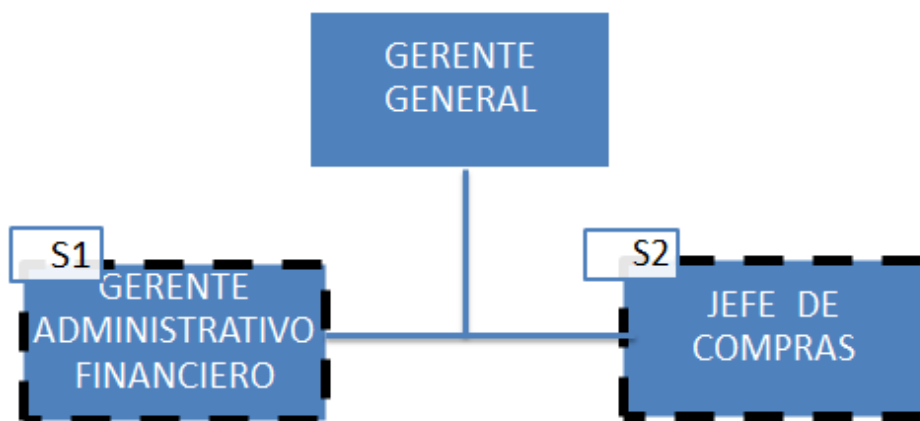 GERENTE
GENERAL
S1
GERENTE
ADMINISTRATIVO
FINANCIERO
S2
JEFE DE
COMPRAS